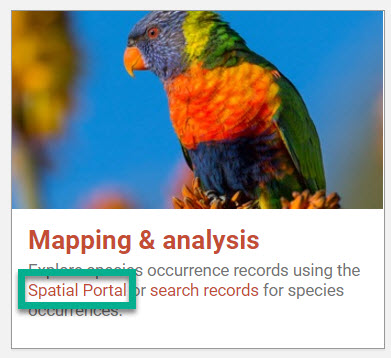 Mapping & analysis
Explore species occurrence records using the
Spatial Portal or search records for species
occurrences.